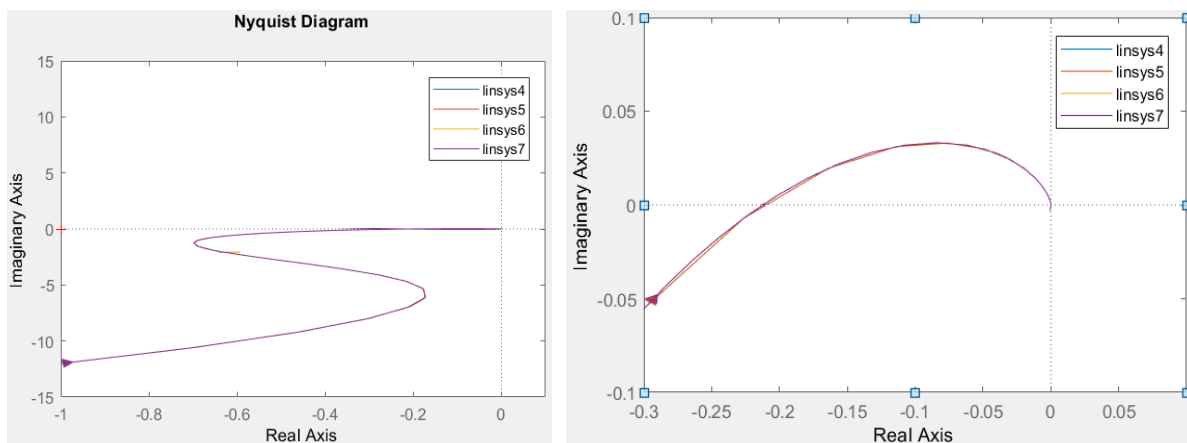 Nyquist Diagram
15
10
5
0
-5
-10
-15
-1
-0.8
-0.6
-0.4
-0.2
0
Imaginary Axis
Real Axis
linsys4
linsys5
linsys6
linsys7
0.1
0.05
0
-0.05
-0.1
-0.3
-0.25
-0.2
-0.15
-0.1
-0.05
0
0.05
Imaginary Axis
Real Axis
linsys4
linsys5
linsys6
linsys7